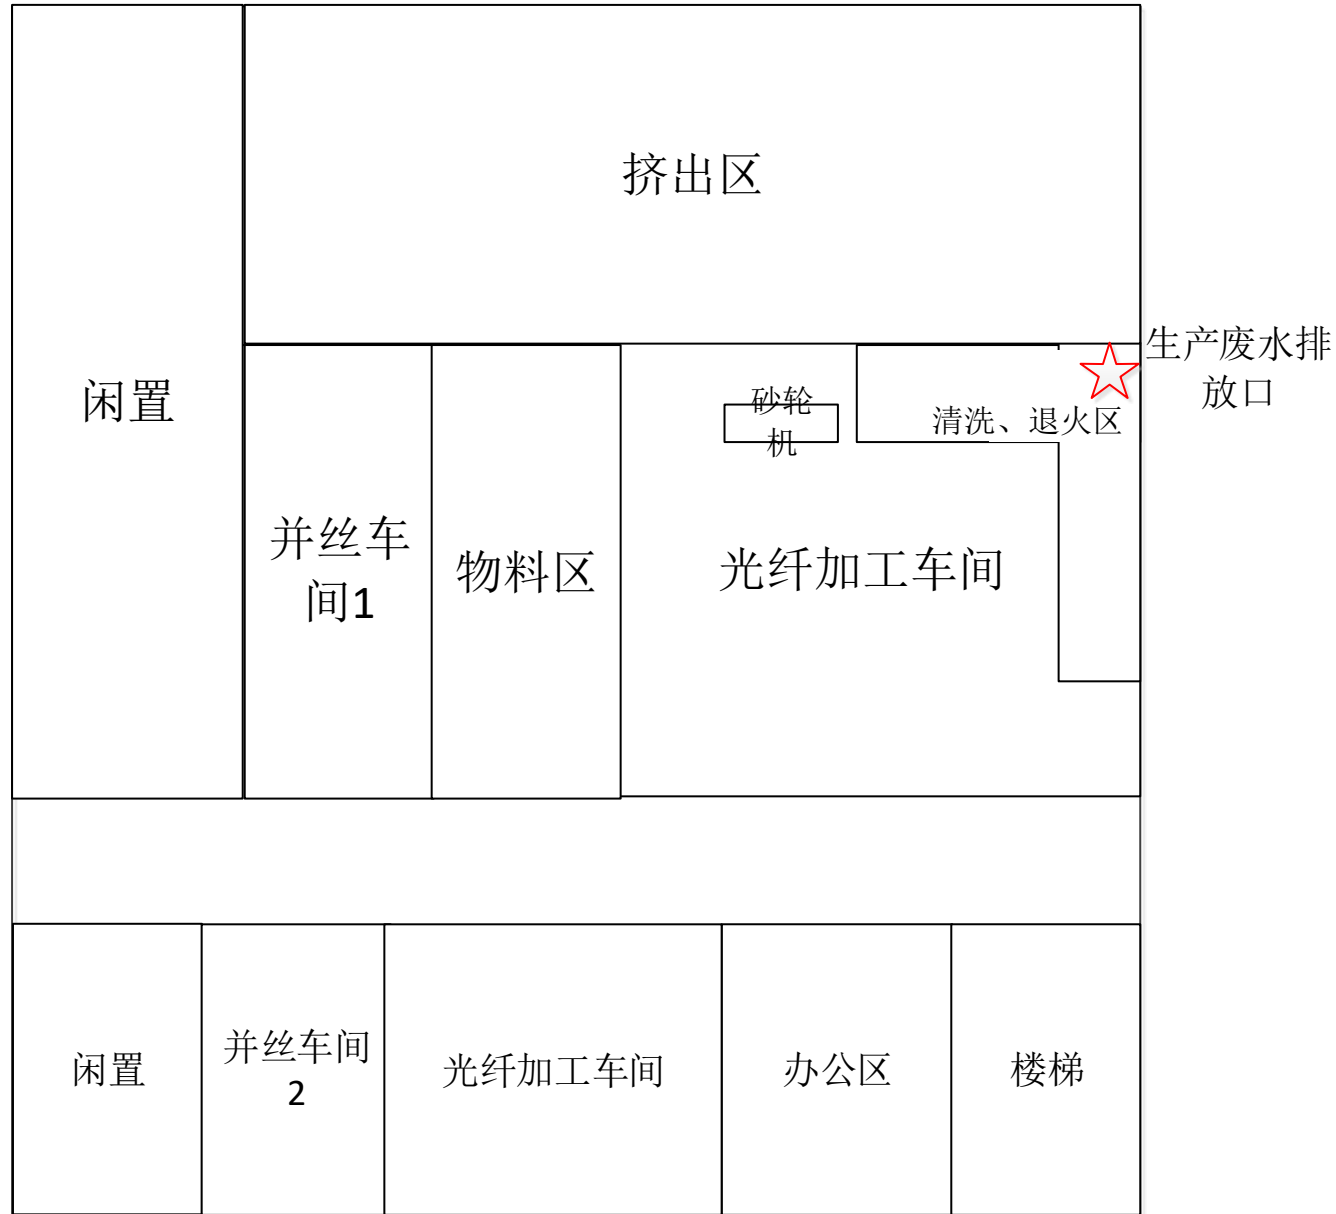 挤出区
生产废水排
放口
闲置
砂轮
机
清洗、退火区
并丝车
间1
物料区
光纤加工车间
闲置
并丝车间
2
光纤加工车间
办公区
楼梯